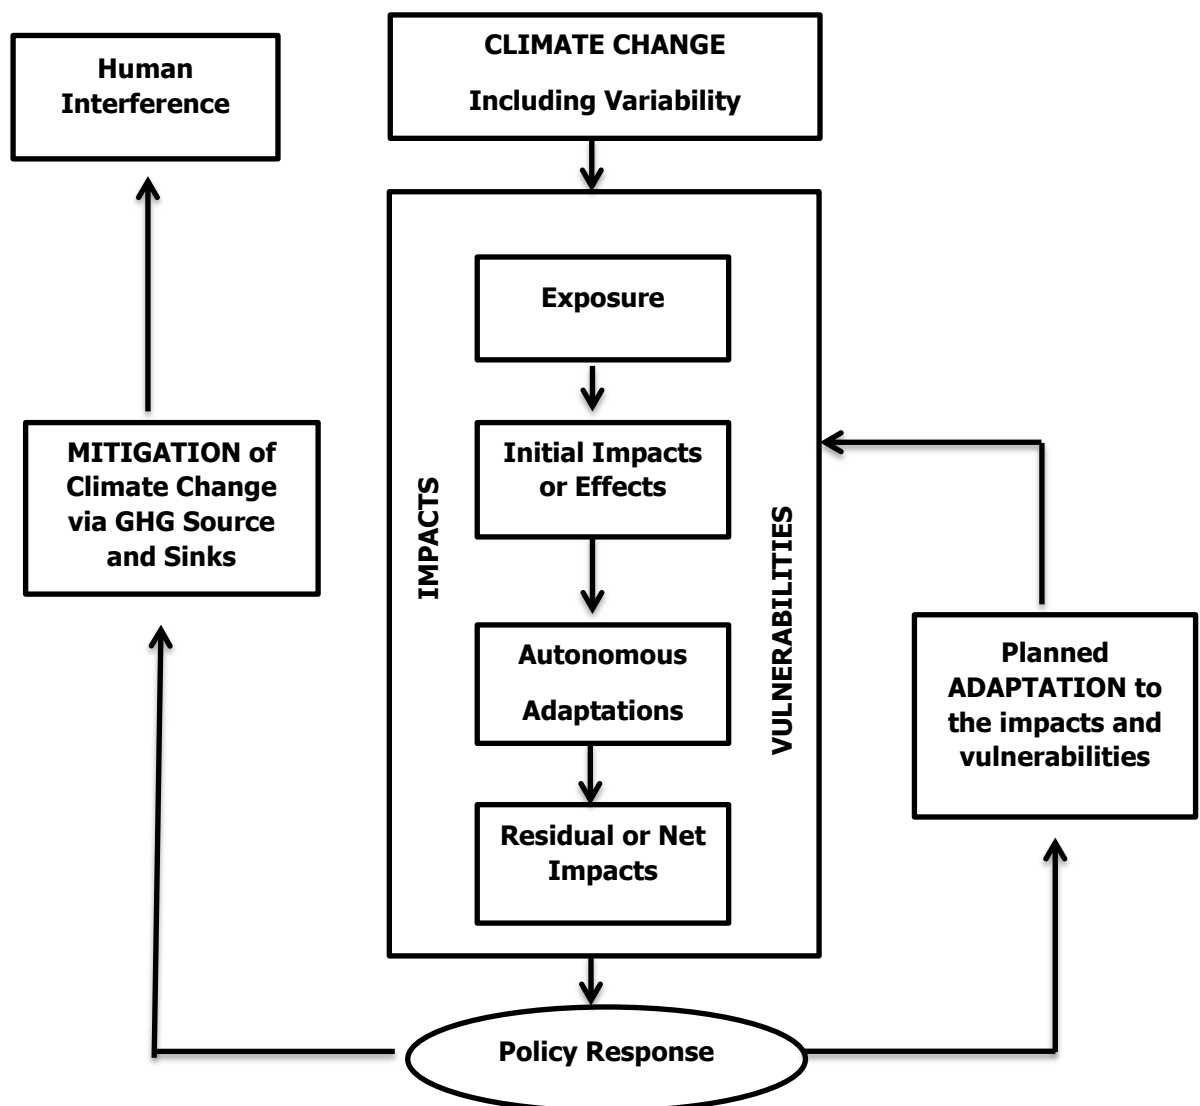 Human
Interference
CLIMATE CHANGE
Including Variability
Exposure
Initial Impacts
or Effects
IMPACTS
VULNERABILITIES
MITIGATION of
Climate Change
via GHG Source
and Sinks
Autonomous
Adaptations
Planned
ADAPTATION to
the impacts and
vulnerabilities
Residual or Net
Impacts
Policy Response